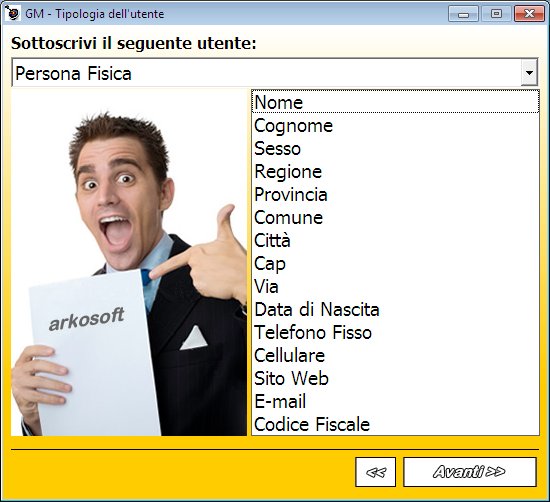 GM - Tipologia dell'utente
Sottoscrivi il seguente utente:
Persona Fisica
Nome
Cognome
Sesso
Regione
Provincia
Comune
Città
Cap
Via
Data di Nascita
Telefono Fisso
Cellulare
Sito Web
E-mail
Codice Fiscale
arkosoft
<<
Avanti >>